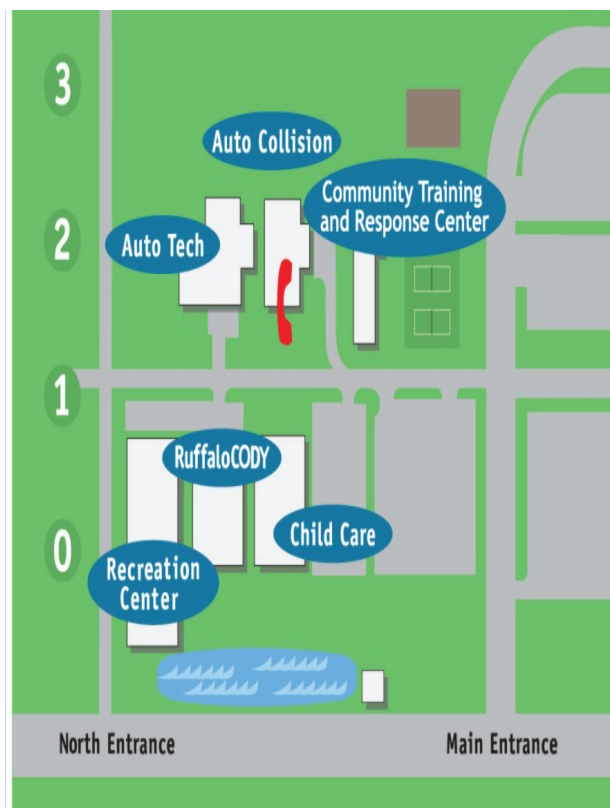 3
Auto Collision
Community Training
and Response Center
2
Auto Tech
1
RuffaloCODY
Child Care
0
Recreation
Center
North Entrance
Main Entrance